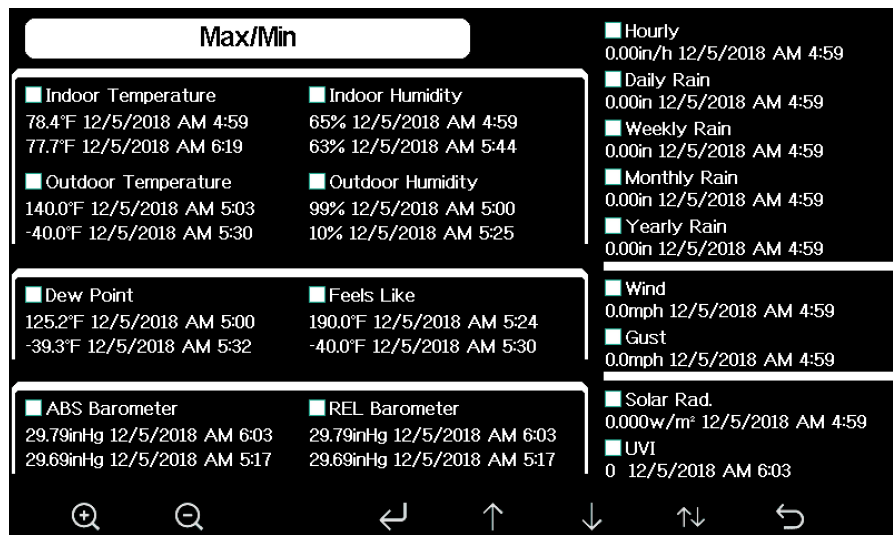 Max/Min
Indoor Temperature
78.4°F 12/5/2018 AM 4:59
77.7°F 12/5/2018 AM 6:19
Indoor Humidity
65% 12/5/2018 AM 4:59
63% 12/5/2018 AM 5:44
Outdoor Temperature
140.0°F 12/5/2018 AM 5:03
-40.0°F 12/5/2018 AM 5:30
Outdoor Humidity
99% 12/5/2018 AM 5:00
10% 12/5/2018 AM 5:25
Dew Point
125.2°F 12/5/2018 AM 5:00
-39.3°F 12/5/2018 AM 5:32
Feels Like
190.0°F 12/5/2018 AM 5:24
-40.0°F 12/5/2018 AM 5:30
ABS Barometer
29.79inHg 12/5/2018 AM 6:03
29.69inHg 12/5/2018 AM 5:17
REL Barometer
29.79inHg 12/5/2018 AM 6:03
29.69inHg 12/5/2018 AM 5:17
Hourly
0.00in/h 12/5/2018 AM 4:59
Daily Rain
0.00in 12/5/2018 AM 4:59
Weekly Rain
0.00in 12/5/2018 AM 4:59
Monthly Rain
0.00in 12/5/2018 AM 4:59
Yearly Rain
0.00in 12/5/2018 AM 4:59
Wind
0.0mph 12/5/2018 AM 4:59
Gust
0.0mph 12/5/2018 AM 4:59
Solar Rad.
0.000w/m² 12/5/2018 AM 4:59
UVI
0 12/5/2018 AM 6:03